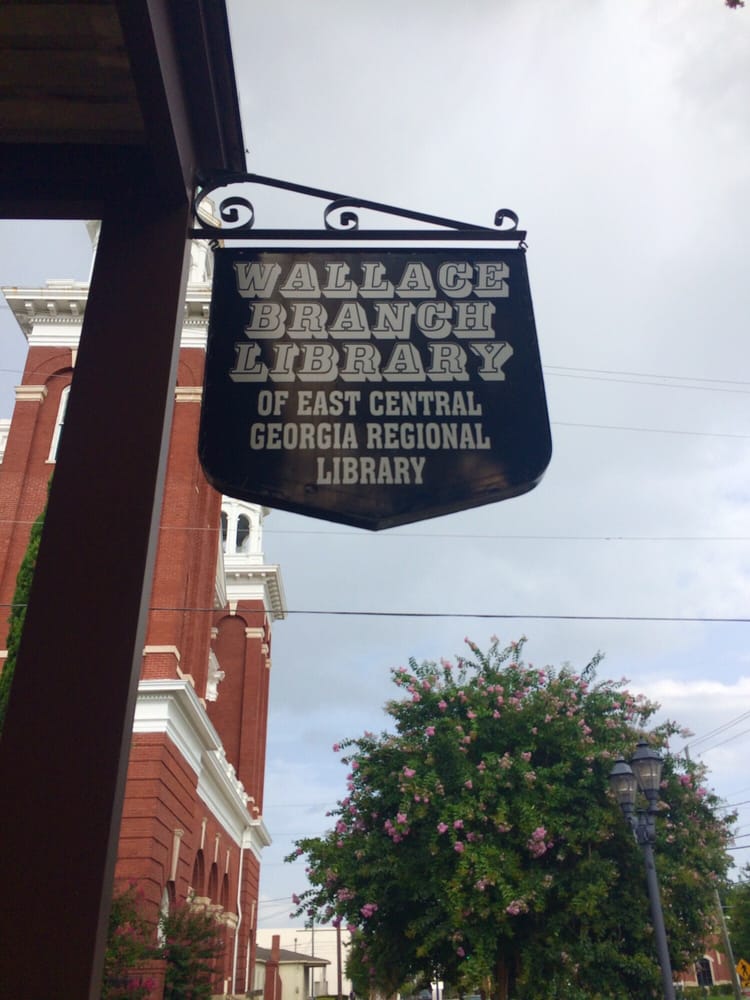 WALLACE
BRANCH
LIBRARY
OF EAST CENTRAL
GEORGIA REGIONAL
LIBRARY